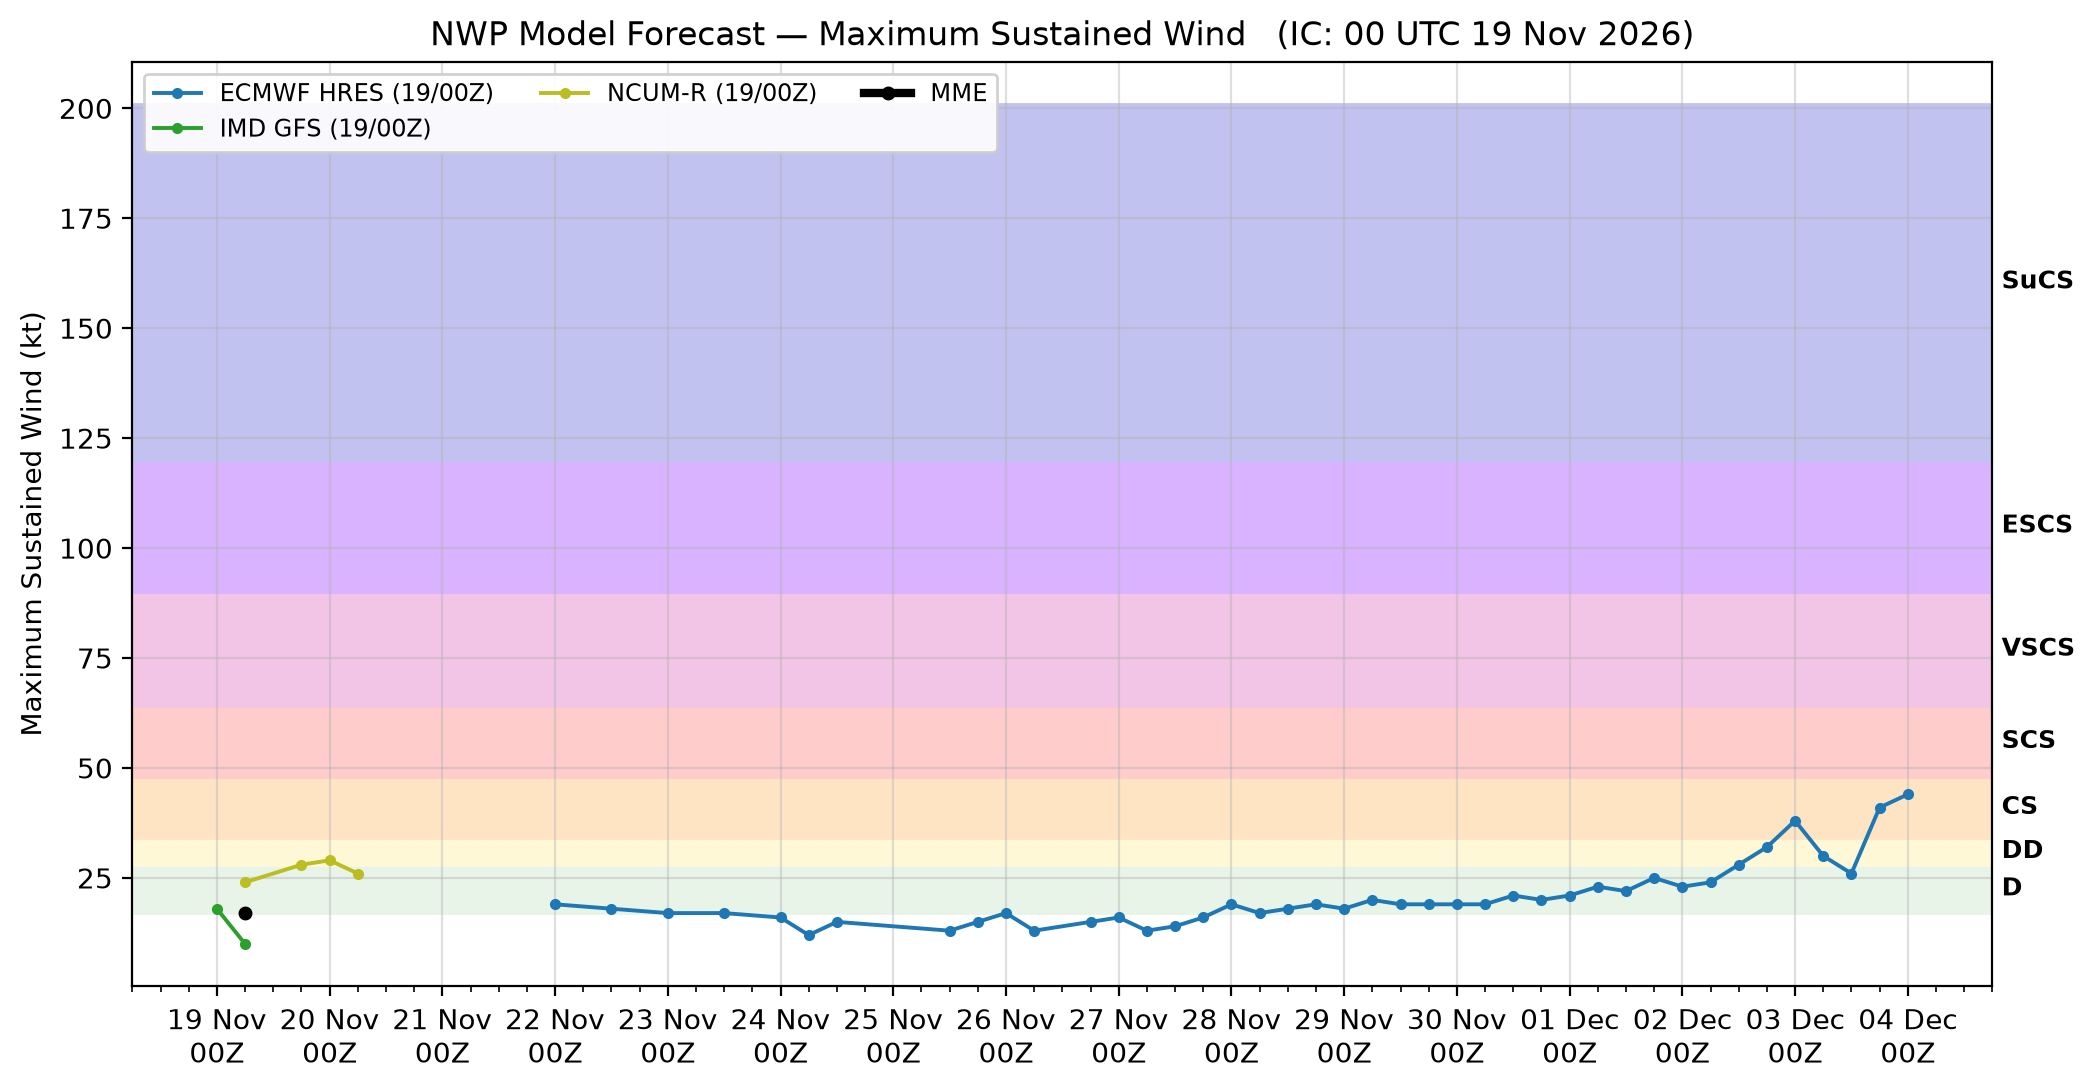 NWP Model Forecast — Maximum Sustained Wind   (IC: 00 UTC 19 Nov 2026)
ECMWF HRES (19/00Z)
IMD GFS (19/00Z)
NCUM-R (19/00Z)
MME
Maximum Sustained Wind (kt)
200
175
150
125
100
75
50
25
SuCS
ESCS
VSCS
SCS
CS
DD
D
19 Nov 20 Nov 21 Nov 22 Nov 23 Nov 24 Nov 25 Nov 26 Nov 27 Nov 28 Nov 29 Nov 30 Nov 01 Dec 02 Dec 03 Dec 04 Dec
00Z 00Z 00Z 00Z 00Z 00Z 00Z 00Z 00Z 00Z 00Z 00Z 00Z 00Z 00Z 00Z